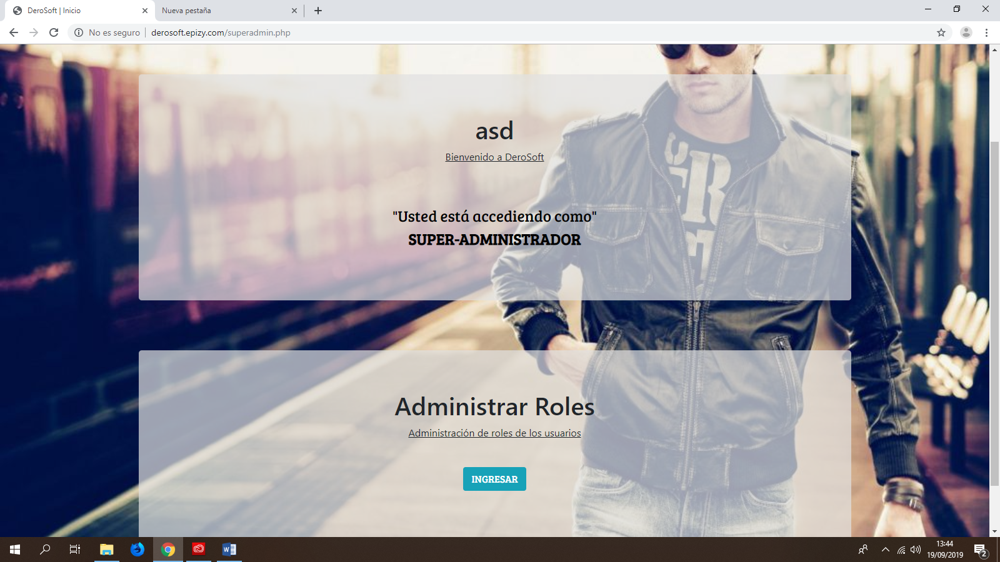 DeroSoft | Inicio
Nueva pestaña
No es seguro
derosoft.epizy.com/superadmin.php
asd
Bienvenido a DeroSoft
"Usted está accediendo como"
SUPER-ADMINISTRADOR
Administrar Roles
Administración de roles de los usuarios
INGRESAR
13:44
19/09/2019
2